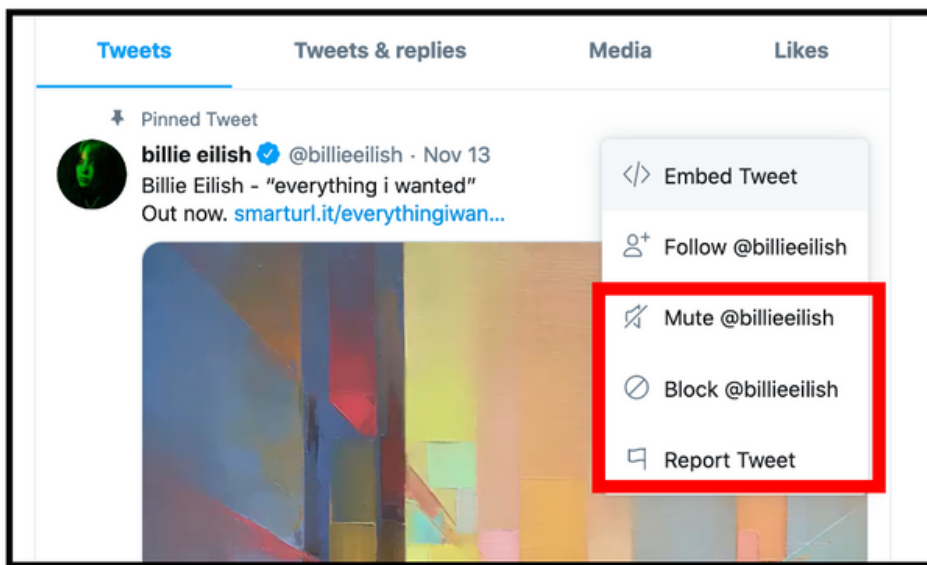 Tweets Tweets & replies Media Likes
Pinned Tweet
billie eilish @billieeilish · Nov 13
Billie Eilish - “everything i wanted”
Out now. smarturl.it/everythingiwan...
Embed Tweet
Follow @billieeilish
Mute @billieeilish
Block @billieeilish
Report Tweet